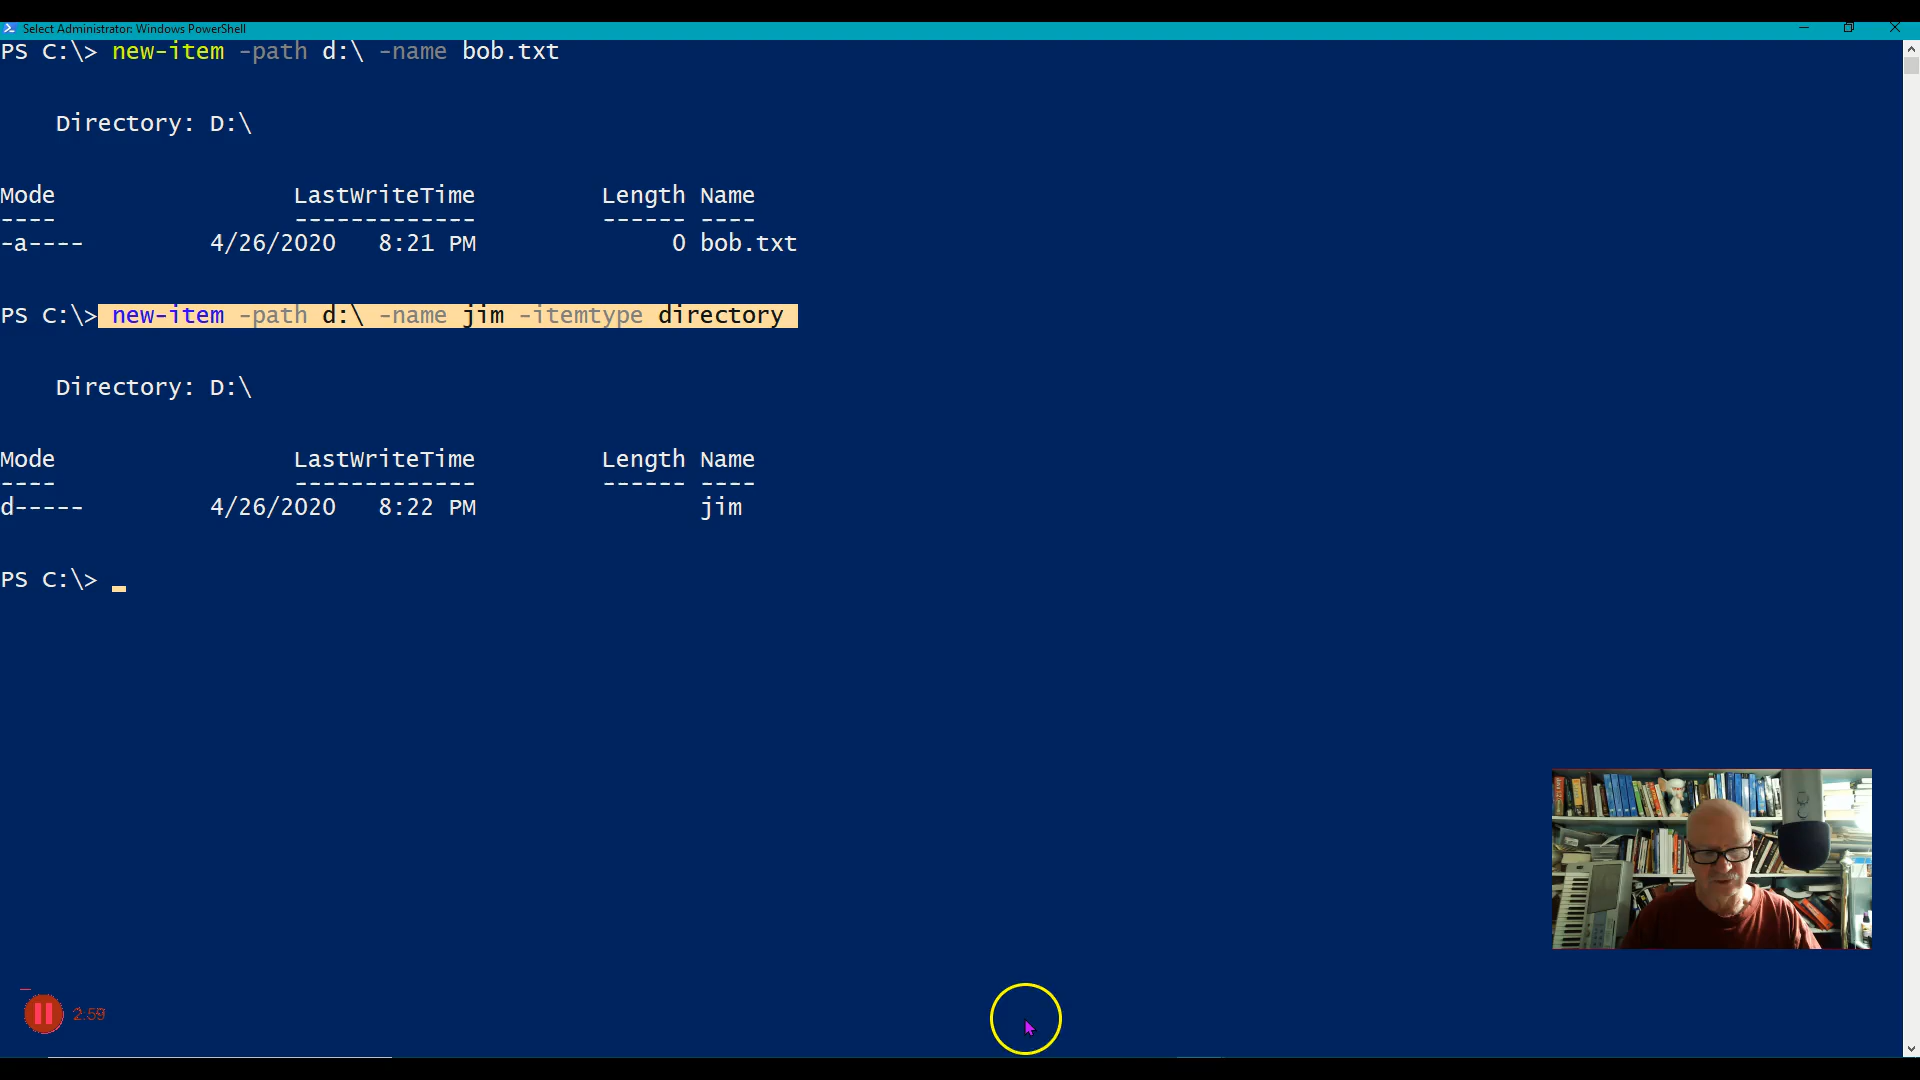 Select Administrator: Windows PowerShell
PS C:\> new-item -path d:\ -name bob.txt
Directory: D:\
Mode LastWriteTime Length Name
---- ------------- ------ ----
-a---- 4/26/2020 8:21 PM 0 bob.txt
PS C:\> new-item -path d:\ -name jim -itemtype directory
Directory: D:\
Mode LastWriteTime Length Name
---- ------------- ------ ----
d----- 4/26/2020 8:22 PM jim
PS C:\>
2:59